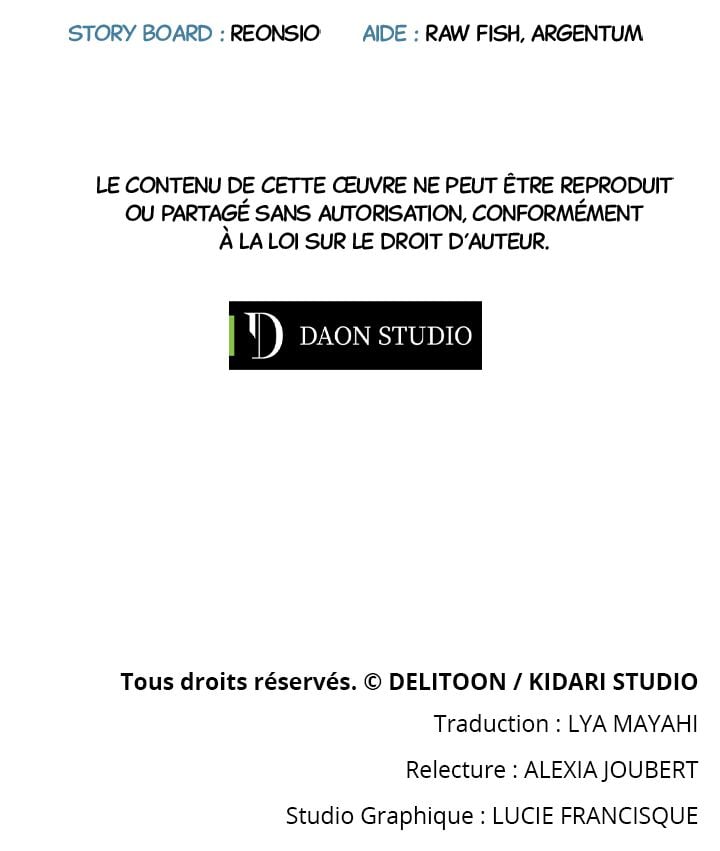 STORY BOARD : REONSIO AIDE : RAW FISH, ARGENTUM
LE CONTENU DE CETTE ŒUVRE NE PEUT ÊTRE REPRODUIT
OU PARTAGÉ SANS AUTORISATION, CONFORMÉMENT
À LA LOI SUR LE DROIT D'AUTEUR.
D DAON STUDIO
Tous droits réservés. © DELITOON / KIDARI STUDIO
Traduction : LYA MAYAHI
Relecture : ALEXIA JOUBERT
Studio Graphique : LUCIE FRANCISQUE